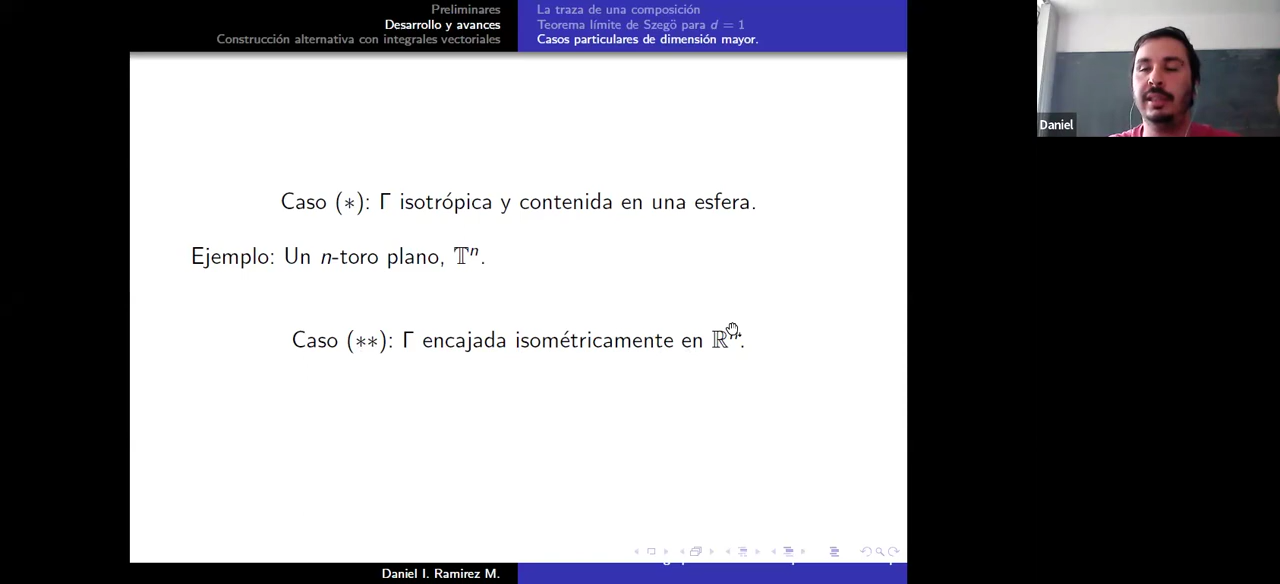 Preliminares
Desarrollo y avances
Construcción alternativa con integrales vectoriales
La traza de una composición
Teorema límite de Szegö para d = 1
Casos particulares de dimensión mayor.
Daniel
Caso (∗): Γ isotrópica y contenida en una esfera.
Ejemplo: Un n-toro plano, 𝕋ⁿ.
Caso (∗∗): Γ encajada isométricamente en ℝⁿ.
Daniel I. Ramirez M.